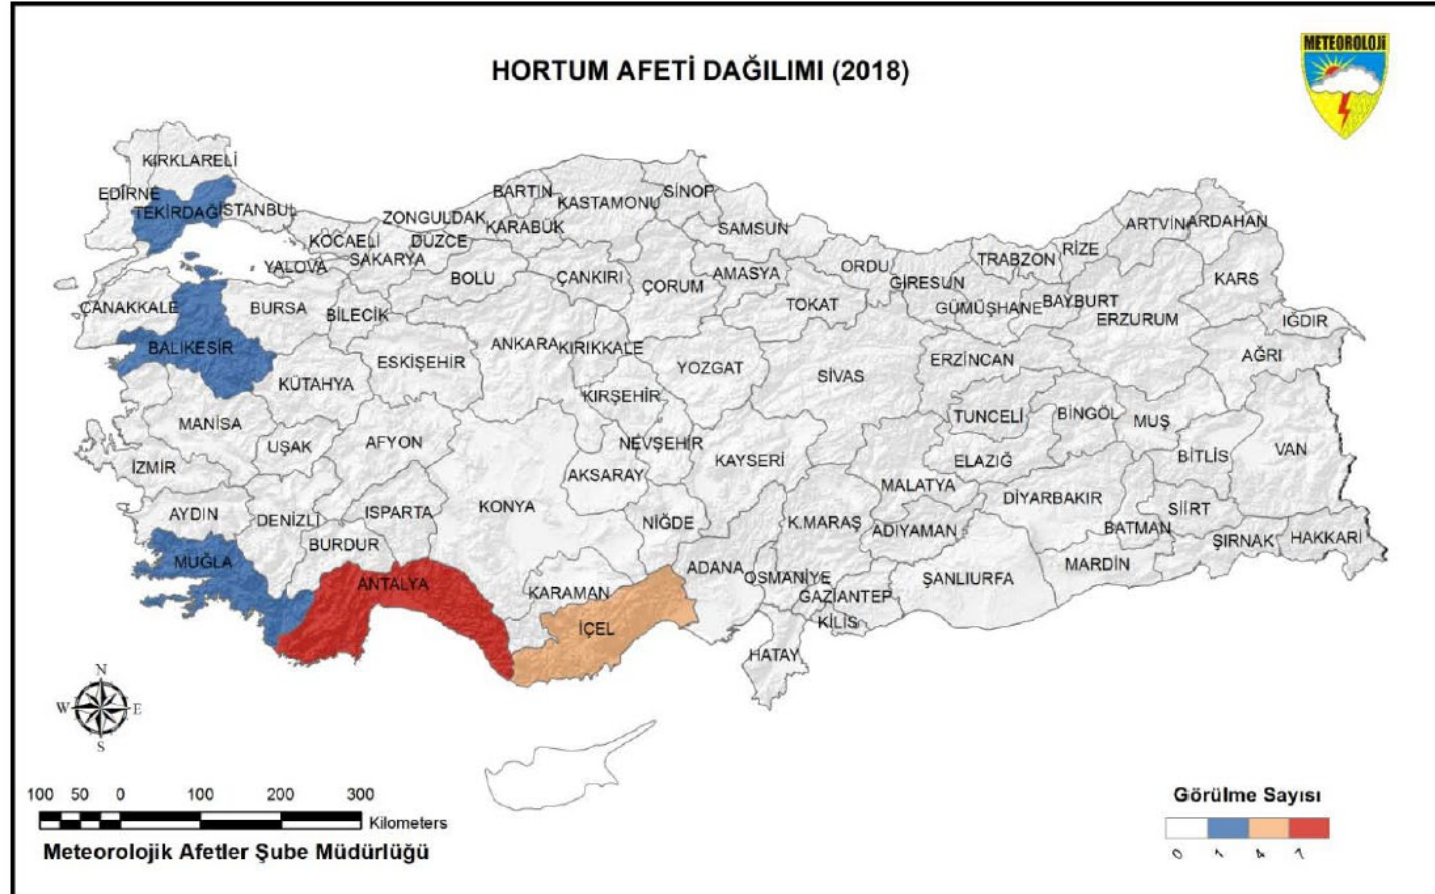 METEOROLOJİ
HORTUM AFETİ DAĞILIMI (2018)
KIRKLARELİ
EDİRNE
TEKİRDAĞ
İSTANBUL
KOCAELİ
YALOVA
SAKARYA
DÜZCE
ZONGULDAK
BARTIN
KARABÜK
KASTAMONU
SİNOP
SAMSUN
ORDU
GİRESUN
TRABZON
RİZE
ARTVİN
ARDAHAN
ÇANAKKALE
BURSA
BİLECİK
BOLU
ÇANKIRI
ÇORUM
AMASYA
TOKAT
GÜMÜŞHANE
BAYBURT
ERZURUM
KARS
IĞDIR
BALIKESİR
KÜTAHYA
ESKİŞEHİR
ANKARA
KIRIKKALE
YOZGAT
SİVAS
ERZİNCAN
AĞRI
MANİSA
UŞAK
AFYON
KIRŞEHİR
NEVŞEHİR
KAYSERİ
TUNCELİ
BİNGÖL
MUŞ
BİTLİS
VAN
İZMİR
AKSARAY
ELAZIĞ
MALATYA
DİYARBAKIR
SİİRT
AYDIN
DENİZLİ
ISPARTA
KONYA
NİĞDE
K.MARAŞ
ADIYAMAN
BATMAN
ŞIRNAK
HAKKARİ
MUĞLA
BURDUR
ANTALYA
KARAMAN
ADANA
OSMANİYE
GAZİANTEP
ŞANLIURFA
MARDİN
İÇEL
KİLİS
HATAY
N
W
E
S
100 50 0 100 200 300
Kilometers
Meteorolojik Afetler Şube Müdürlüğü
Görülme Sayısı
0 1 4 7